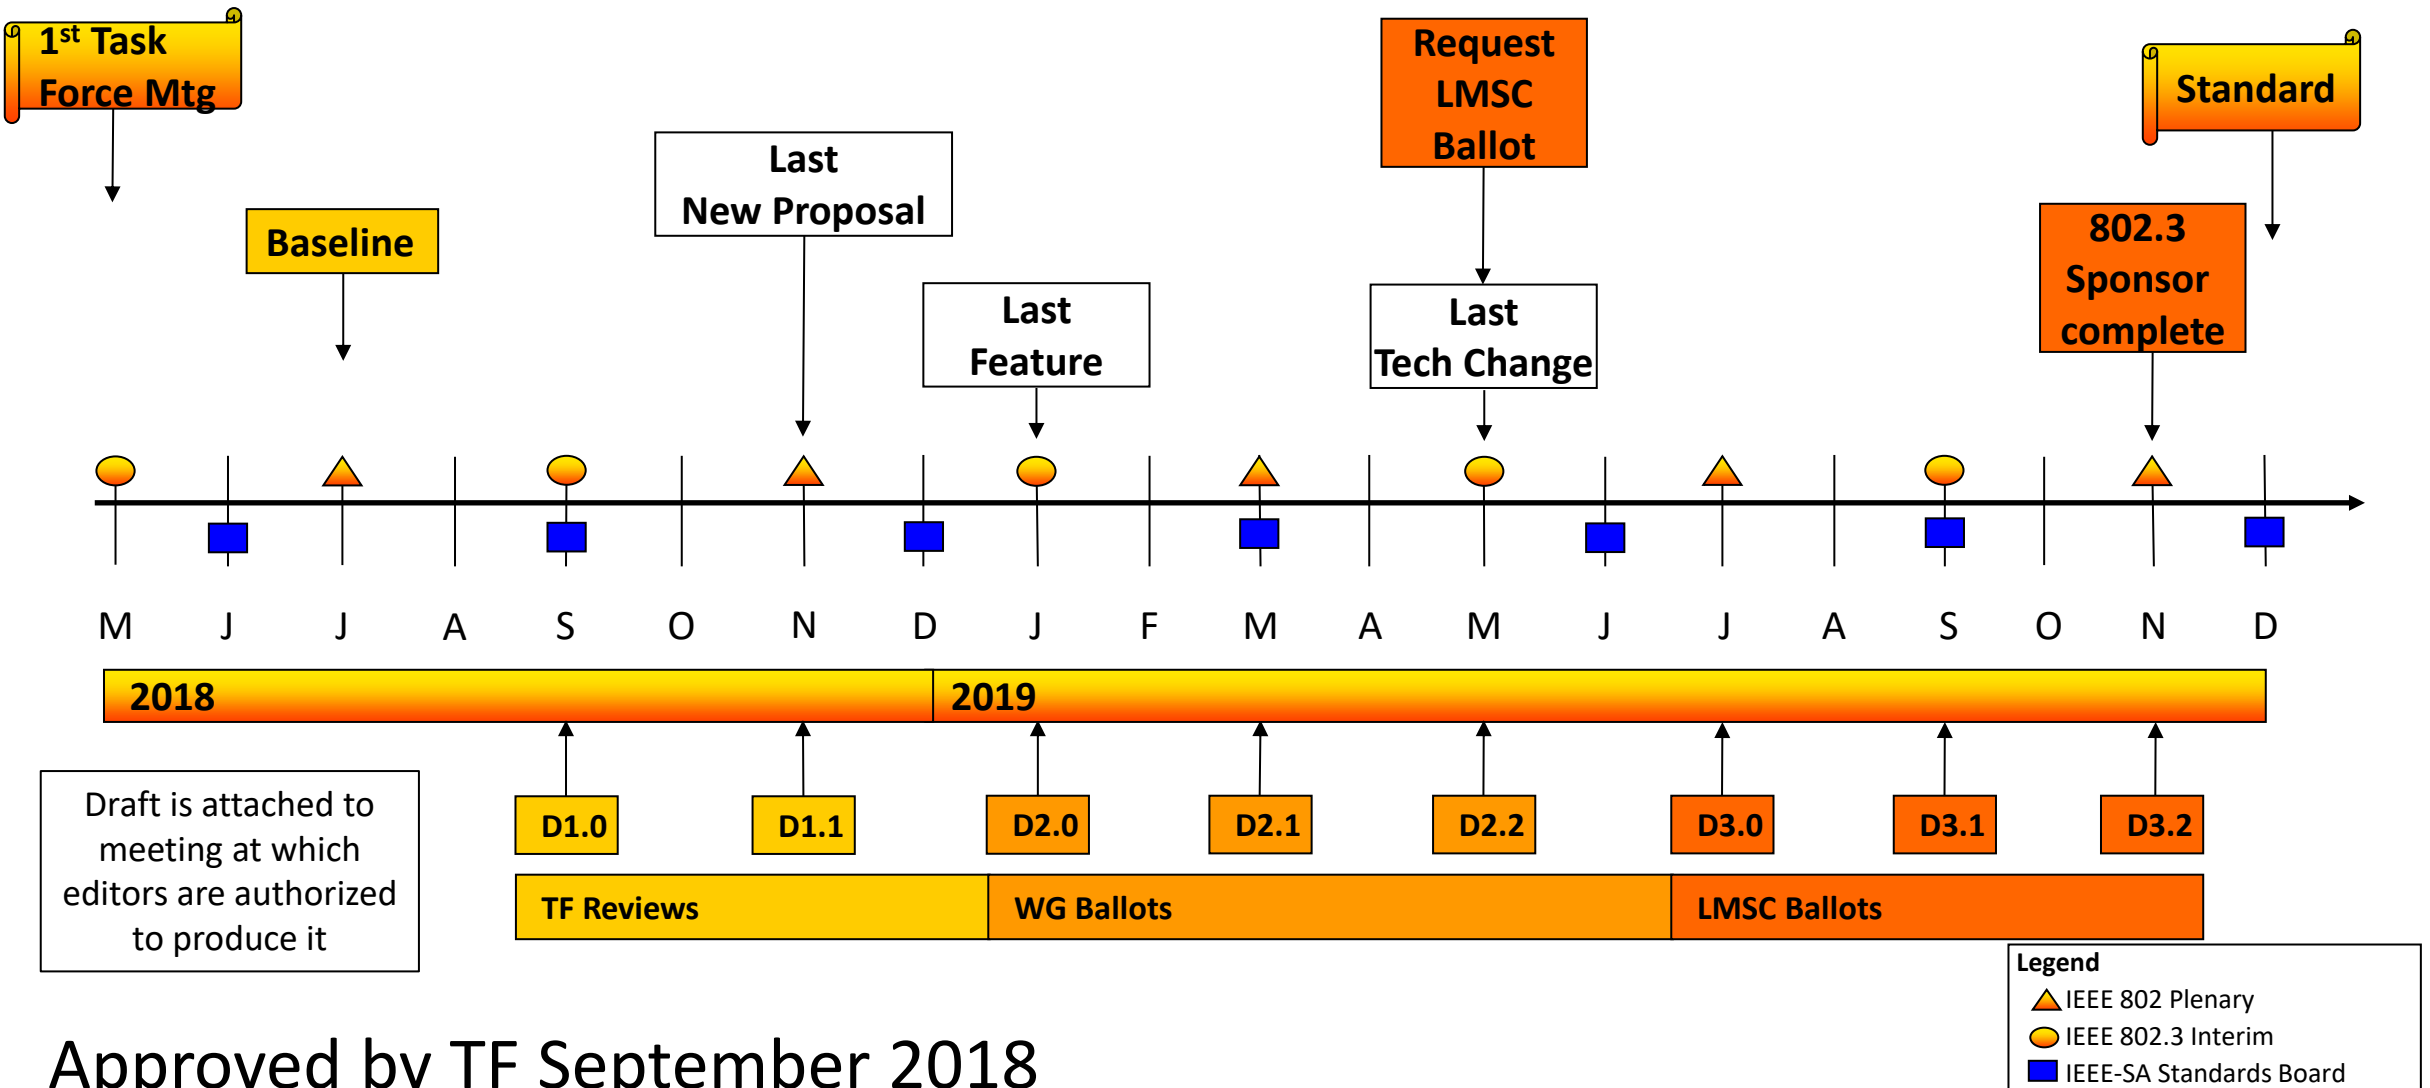 1st Task
Force Mtg
Request
LMSC
Ballot
Standard
Last
New Proposal
Baseline
802.3
Sponsor
complete
Last
Feature
Last
Tech Change
M J J A S O N D J F M A M J J A S O N D
2018 2019
Draft is attached to
meeting at which
editors are authorized
to produce it
D1.0 D1.1 D2.0 D2.1 D2.2 D3.0 D3.1 D3.2
TF Reviews WG Ballots LMSC Ballots
Legend
IEEE 802 Plenary
IEEE 802.3 Interim
IEEE-SA Standards Board
Approved by TF September 2018